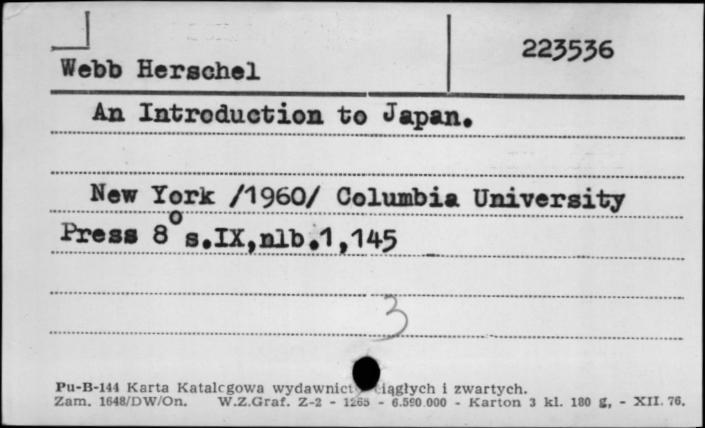 223536
Webb Herschel
An Introduction to Japan.
New York /1960/ Columbia University
Press 8° s.IX,nlb.1,145
3
Pu-B-144 Karta Katalogowa wydawnictw ciągłych i zwartych.
Zam. 1648/DW/On. W.Z.Graf. Z-2 - 1265 - 6.590.000 - Karton 3 kl. 180 g, - XII. 76.